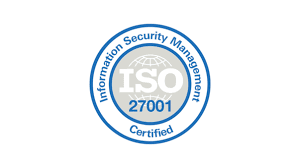 Information Security Management
ISO
27001
Certified